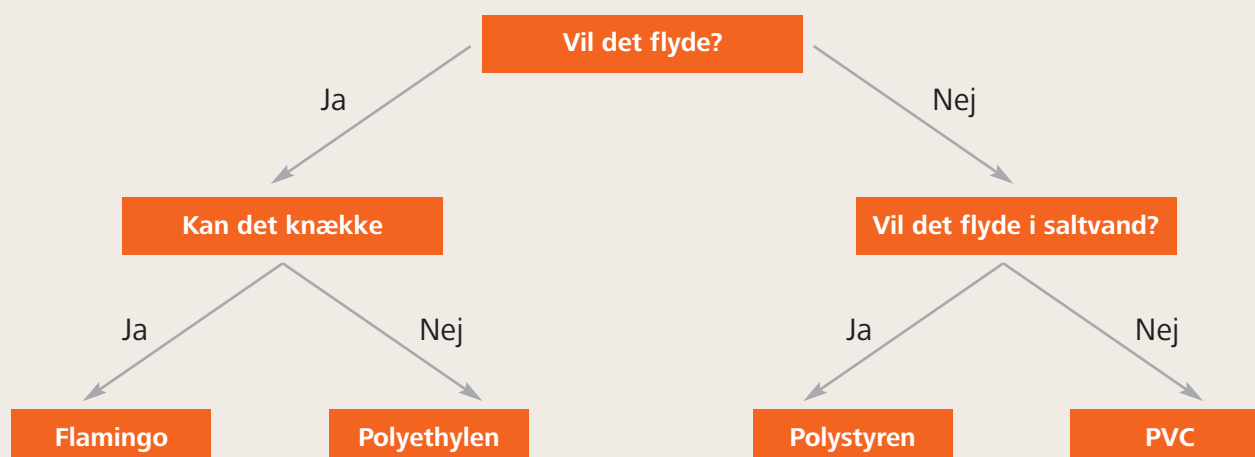 Vil det flyde?
Ja
Nej
Kan det knække
Vil det flyde i saltvand?
Ja
Nej
Ja
Nej
Flamingo
Polyethylen
Polystyren
PVC